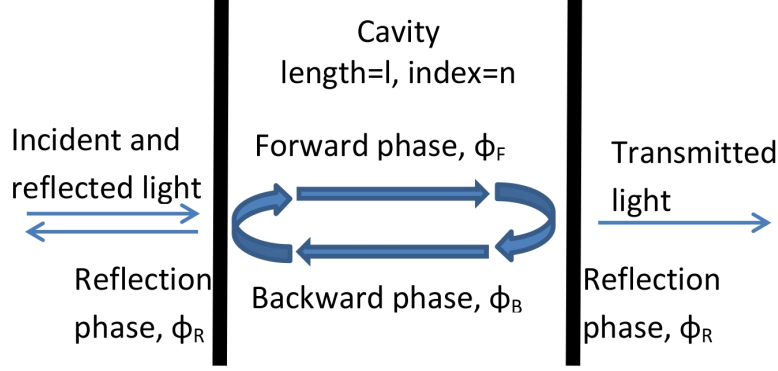 Cavity
length=l, index=n
Incident and
reflected light
Forward phase, ϕF
Transmitted
light
Reflection
phase, ϕR
Backward phase, ϕB
Reflection
phase, ϕR